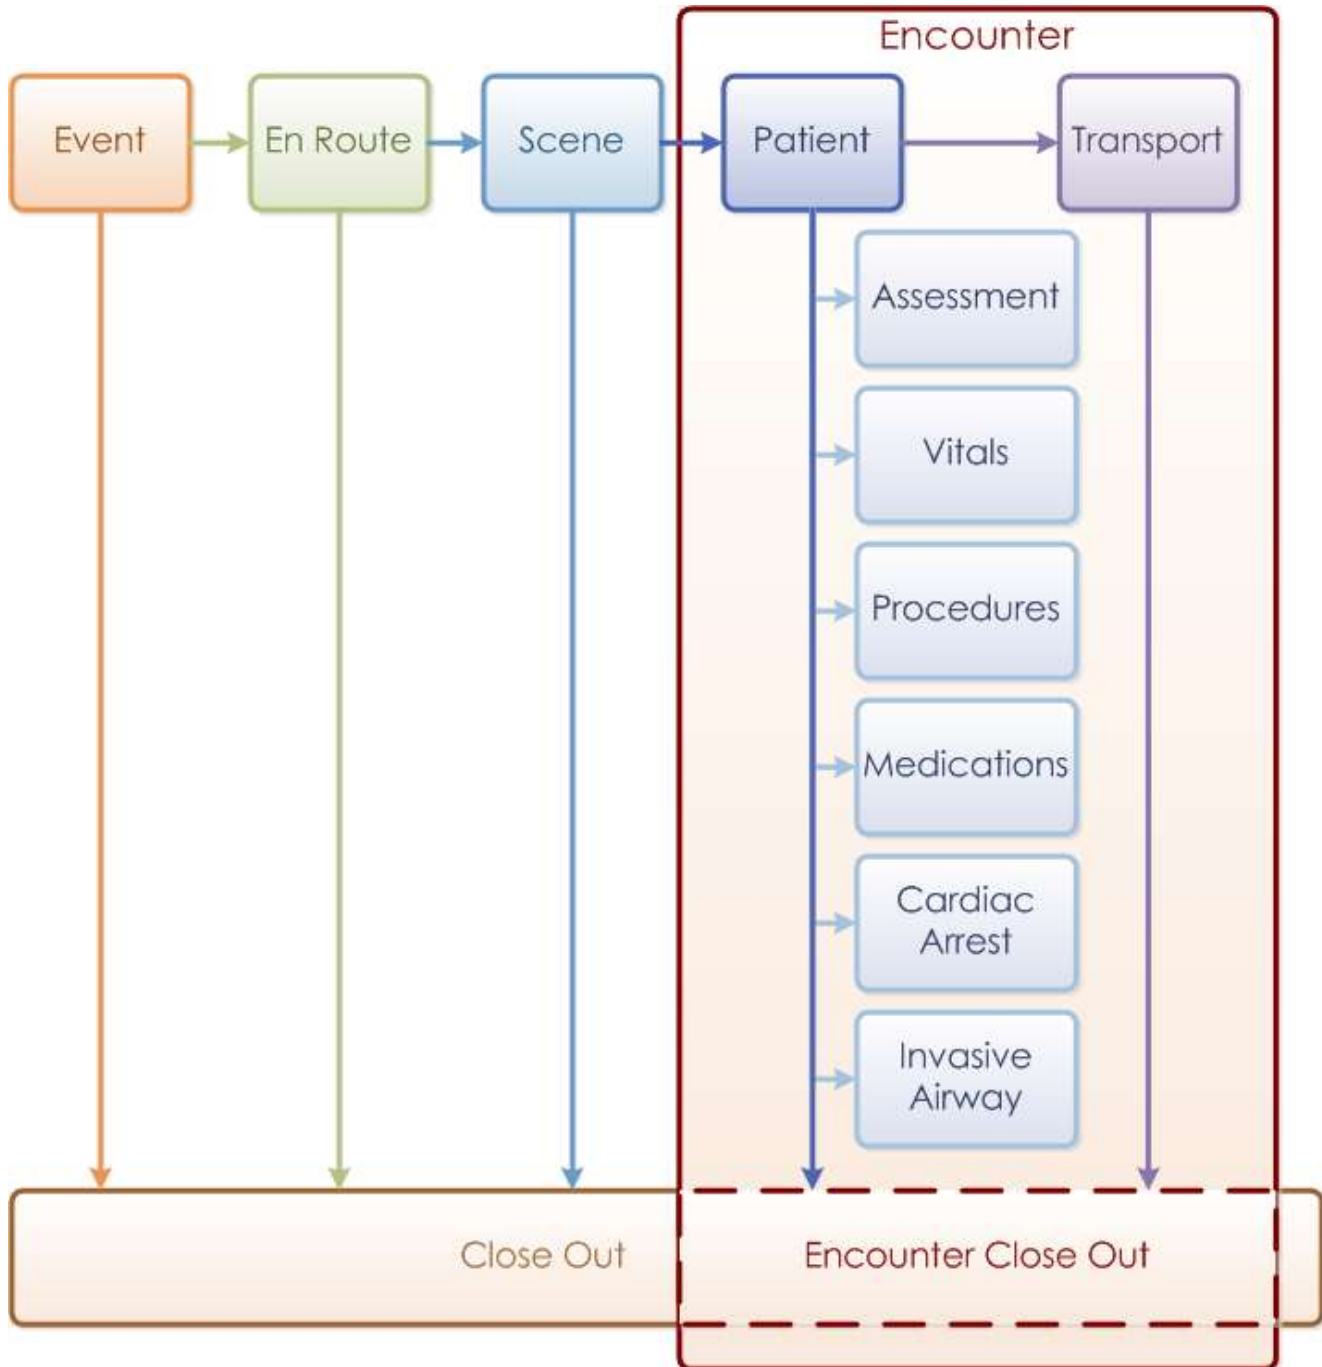 Encounter
Event
En Route
Scene
Patient
Transport
Assessment
Vitals
Procedures
Medications
Cardiac
Arrest
Invasive
Airway
Close Out
Encounter Close Out